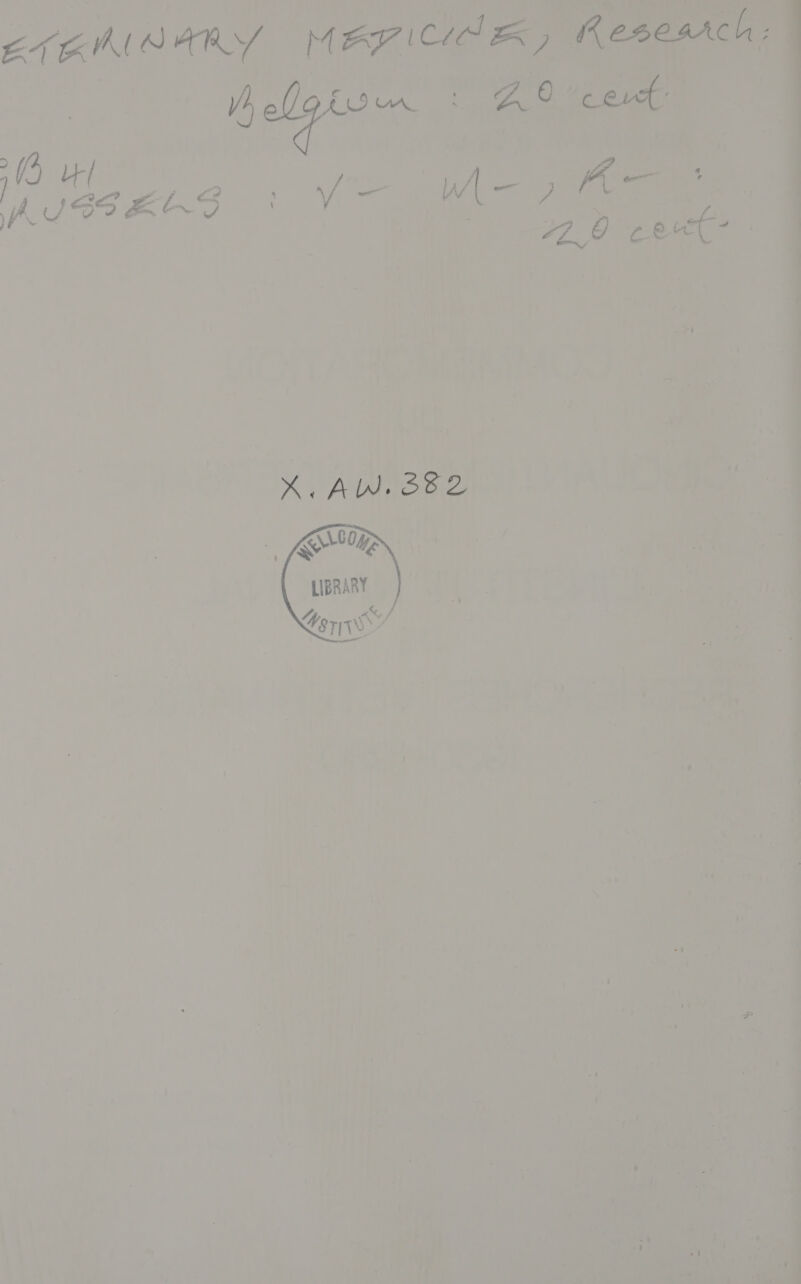 ETERINARY MEDICINE, Research:
Belgium : 20 cent.
B 41
RUSSELS : V— M—, R— :
20 cent.
X. AW. 382
WELLCOME
LIBRARY
INSTITUTE